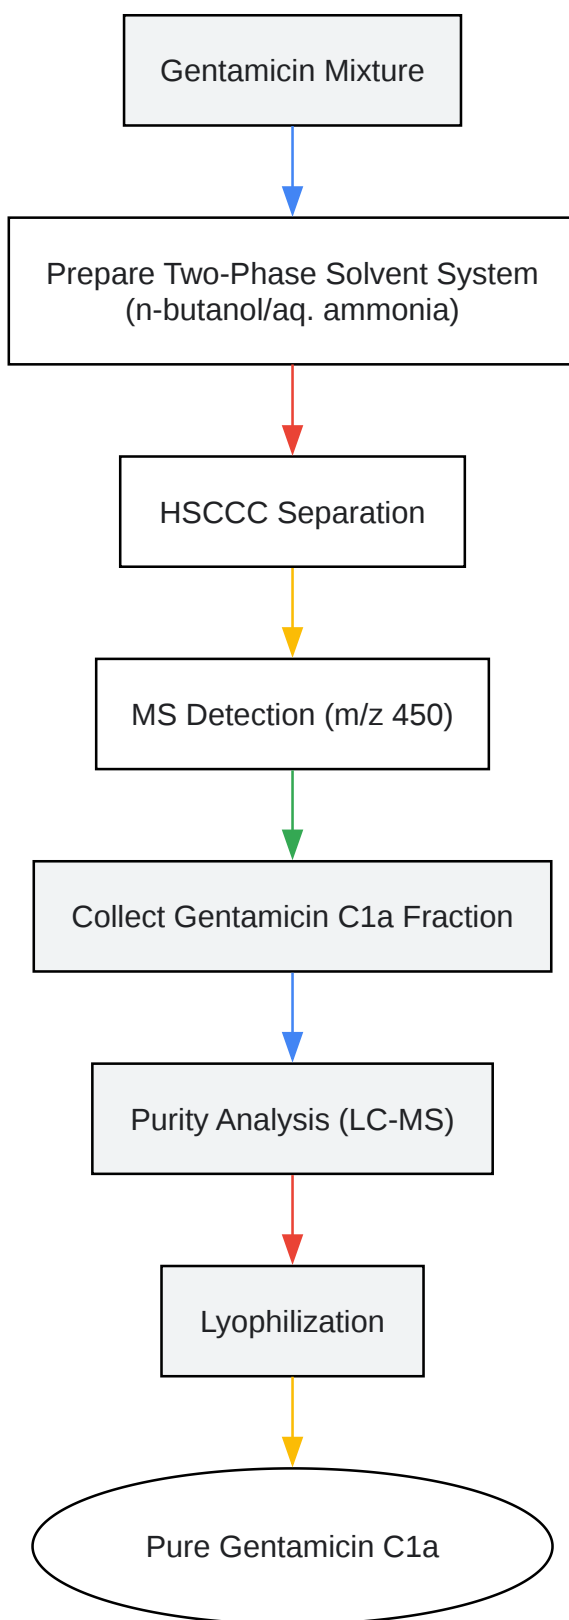 Gentamicin Mixture
Prepare Two-Phase Solvent System
(n-butanol/aq. ammonia)
HSCCC Separation
MS Detection (m/z 450)
Collect Gentamicin C1a Fraction
Purity Analysis (LC-MS)
Lyophilization
Pure Gentamicin C1a